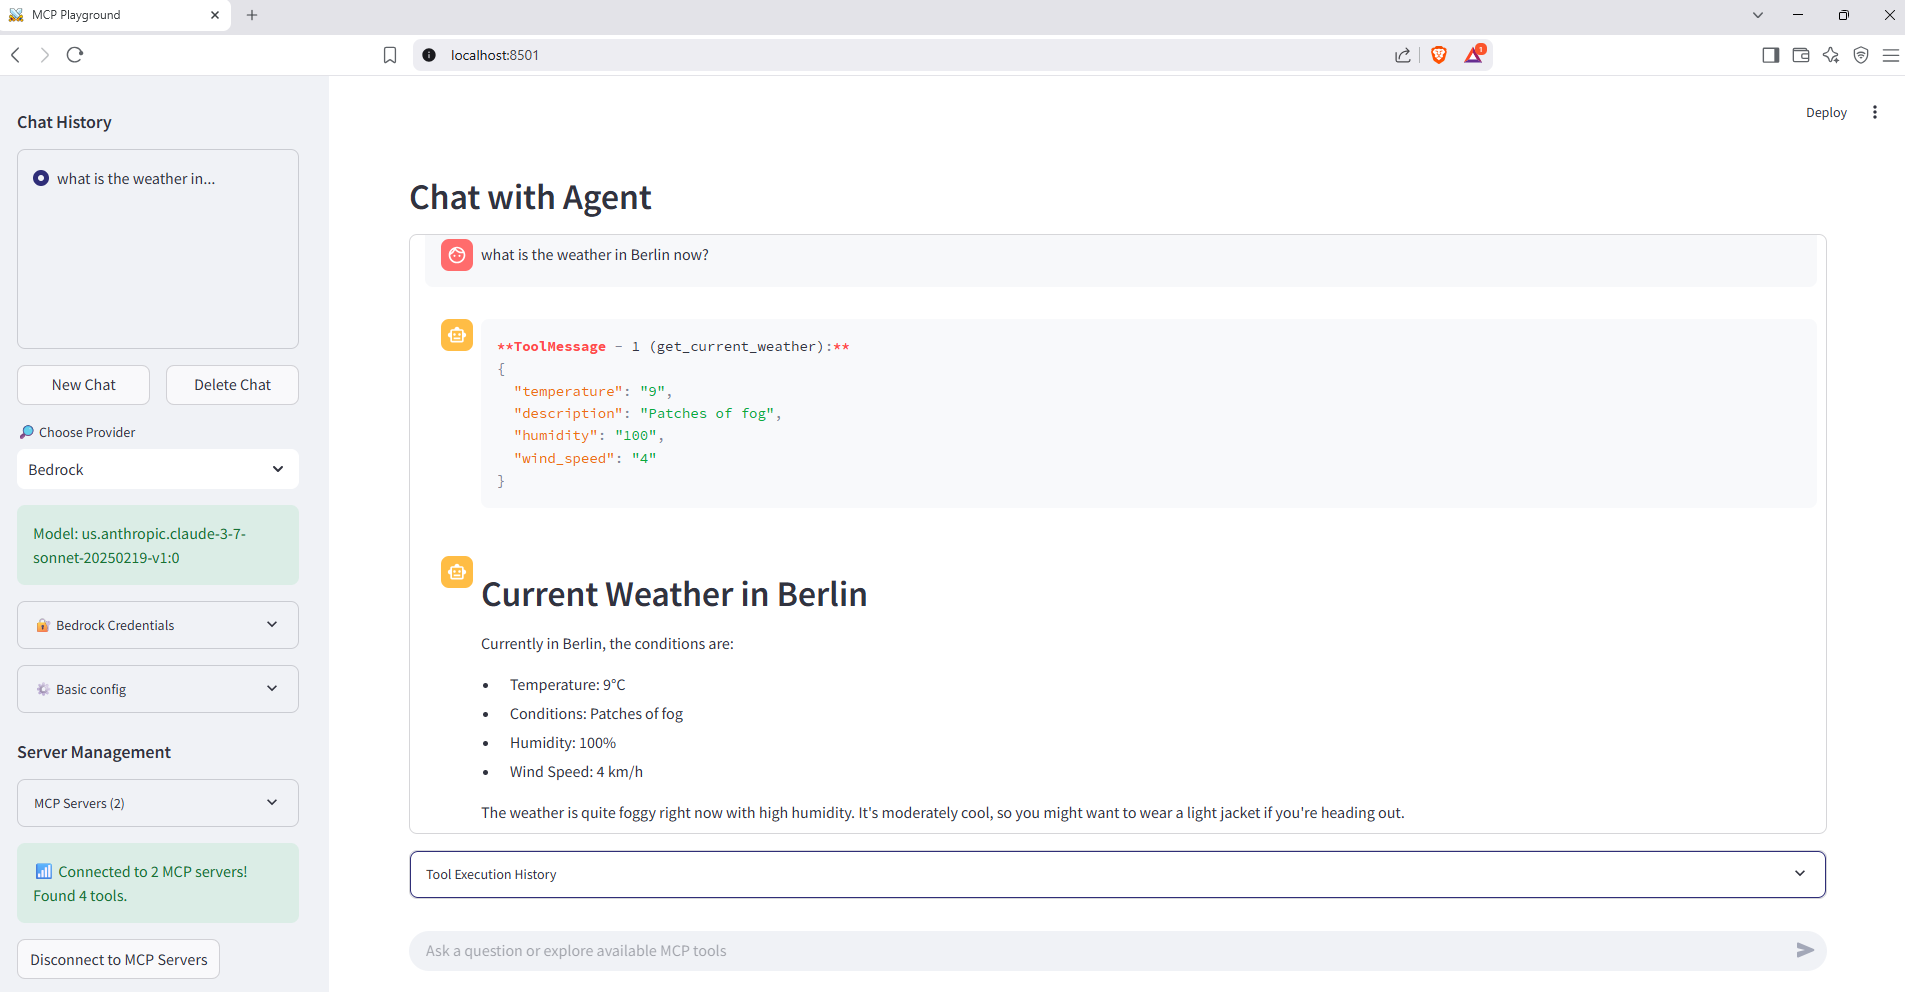 MCP Playground
localhost:8501
1
Deploy
Chat History
what is the weather in...
New Chat
Delete Chat
Choose Provider
Bedrock
Model: us.anthropic.claude-3-7-
sonnet-20250219-v1:0
Bedrock Credentials
Basic config
Server Management
MCP Servers (2)
Connected to 2 MCP servers!
Found 4 tools.
Disconnect to MCP Servers
Chat with Agent
what is the weather in Berlin now?
**ToolMessage - 1 (get_current_weather):**
{
  "temperature": "9",
  "description": "Patches of fog",
  "humidity": "100",
  "wind_speed": "4"
}
Current Weather in Berlin
Currently in Berlin, the conditions are:
• Temperature: 9°C
• Conditions: Patches of fog
• Humidity: 100%
• Wind Speed: 4 km/h
The weather is quite foggy right now with high humidity. It's moderately cool, so you might want to wear a light jacket if you're heading out.
Tool Execution History
Ask a question or explore available MCP tools